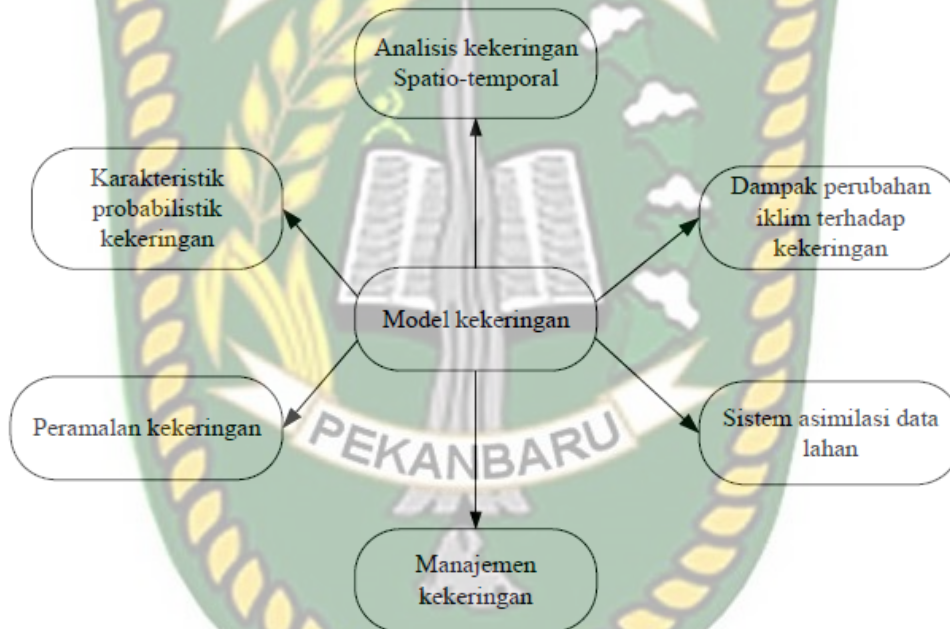 Analisis kekeringan
Spatio-temporal
Karakteristik
probabilistik
kekeringan
Dampak perubahan
iklim terhadap
kekeringan
Model kekeringan
Peramalan kekeringan
Sistem asimilasi data
lahan
PEKANBARU
Manajemen
kekeringan